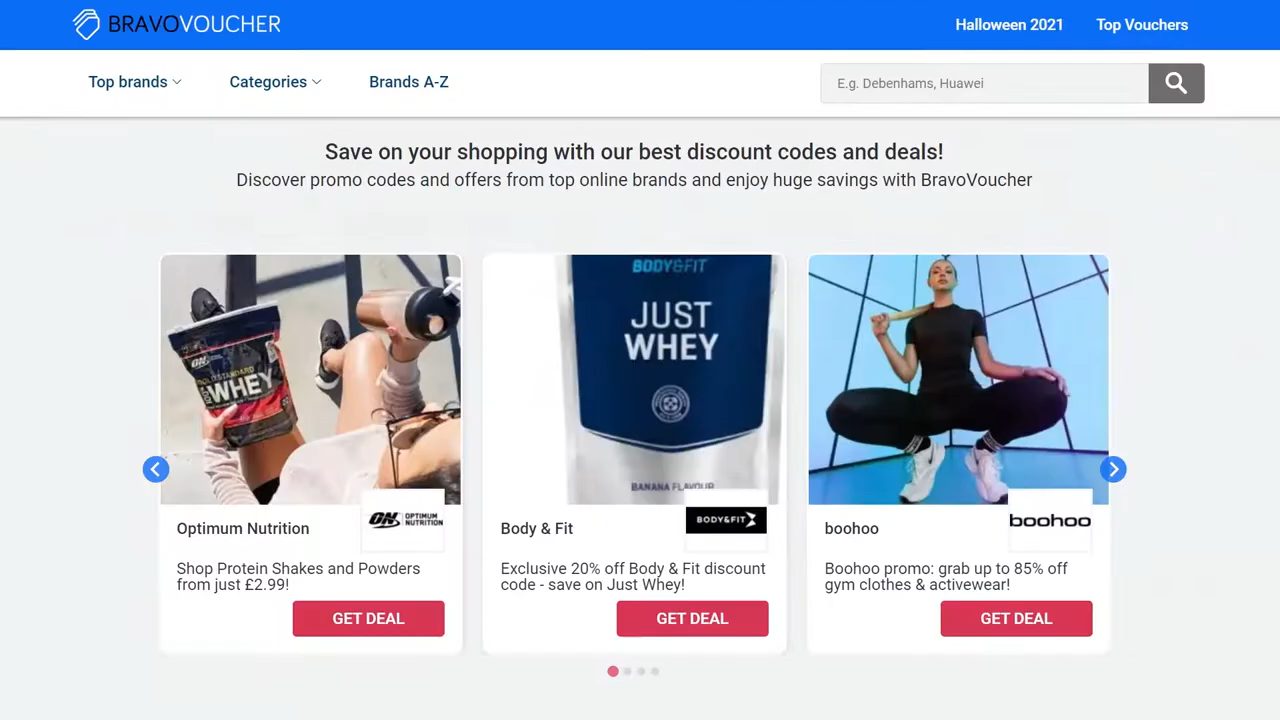 BRAVOVOUCHER
Halloween 2021
Top Vouchers
Top brands
Categories
Brands A-Z
E.g. Debenhams, Huawei
Save on your shopping with our best discount codes and deals!
Discover promo codes and offers from top online brands and enjoy huge savings with BravoVoucher
ON
WHEY
BODY&FIT
JUST
WHEY
BANANA FLAVOUR
Optimum Nutrition
ON OPTIMUM
NUTRITION
Shop Protein Shakes and Powders
from just £2.99!
GET DEAL
Body & Fit
BODY&FIT
Exclusive 20% off Body & Fit discount
code - save on Just Whey!
GET DEAL
boohoo
boohoo
Boohoo promo: grab up to 85% off
gym clothes & activewear!
GET DEAL